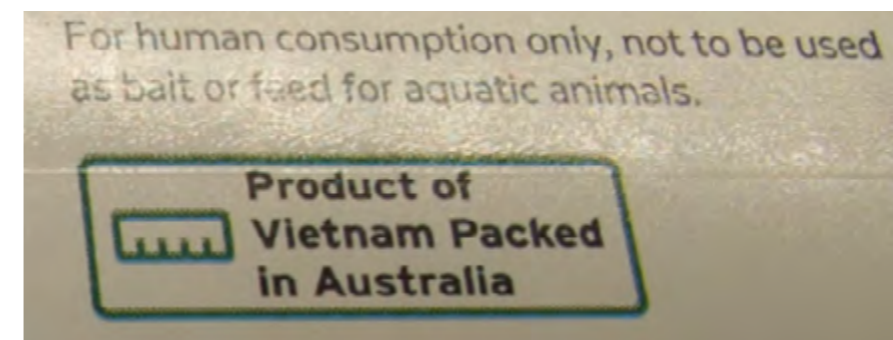 For human consumption only, not to be used
as bait or feed for aquatic animals.
Product of
Vietnam Packed
in Australia